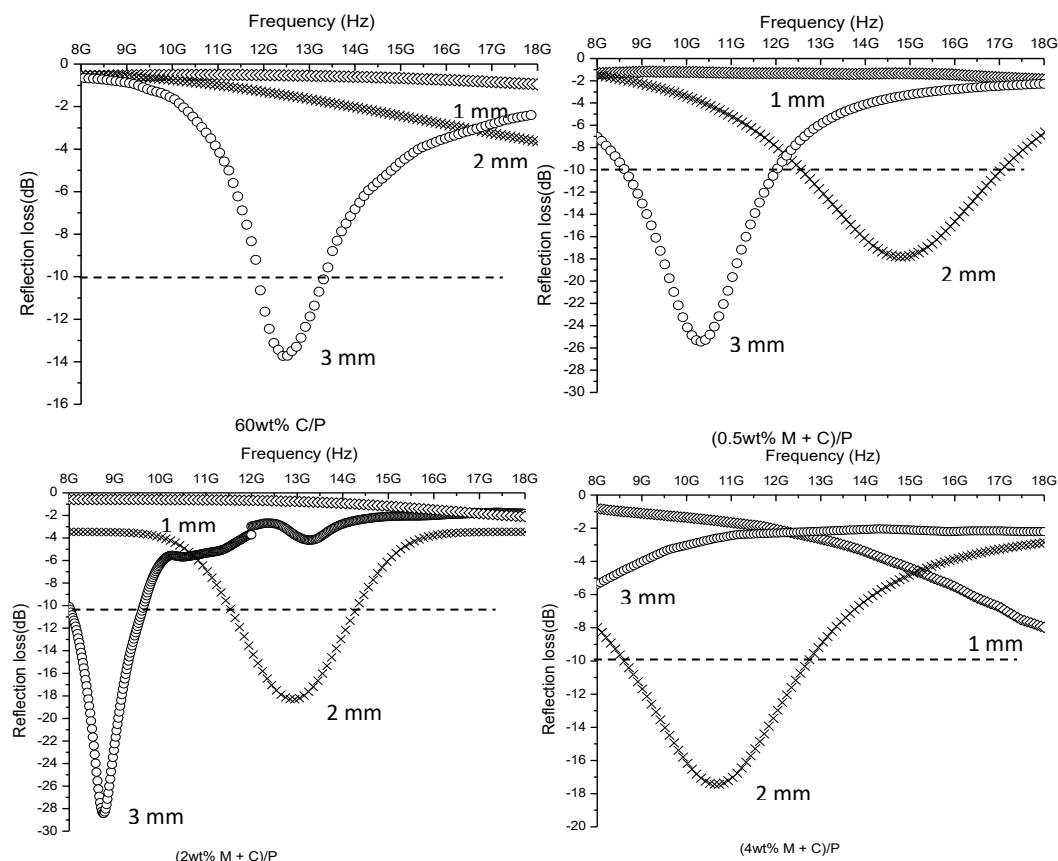 Frequency (Hz)
8G 9G 10G 11G 12G 13G 14G 15G 16G 17G 18G
0
-2
-4
-6
-8
-10
-12
-14
-16
Reflection loss(dB)
1 mm
2 mm
3 mm
60wt% C/P
Frequency (Hz)
8G 9G 10G 11G 12G 13G 14G 15G 16G 17G 18G
0
-2
-4
-6
-8
-10
-12
-14
-16
-18
-20
-22
-24
-26
-28
-30
Reflection loss(dB)
1 mm
2 mm
3 mm
(0.5wt% M + C)/P
Frequency (Hz)
8G 9G 10G 11G 12G 13G 14G 15G 16G 17G 18G
0
-2
-4
-6
-8
-10
-12
-14
-16
-18
-20
-22
-24
-26
-28
-30
Reflection loss(dB)
1 mm
2 mm
3 mm
(2wt% M + C)/P
Frequency (Hz)
8G 9G 10G 11G 12G 13G 14G 15G 16G 17G 18G
0
-2
-4
-6
-8
-10
-12
-14
-16
-18
-20
Reflection loss(dB)
3 mm
1 mm
2 mm
(4wt% M + C)/P